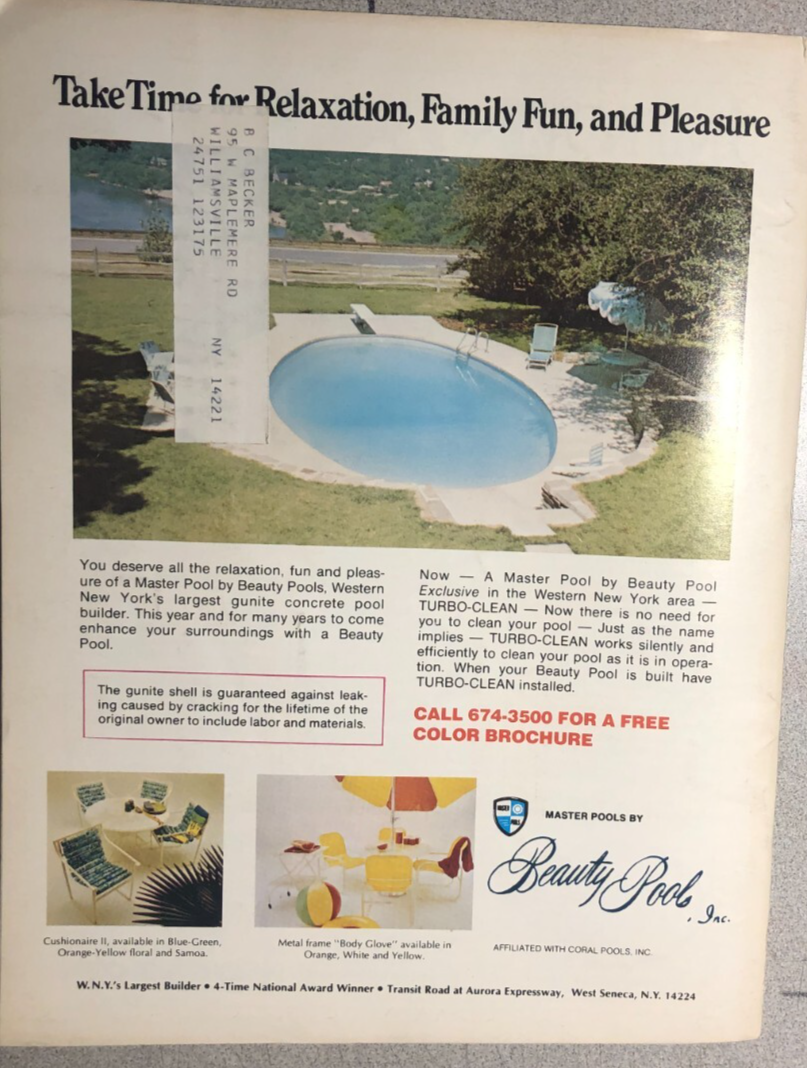 Take Time for Relaxation, Family Fun, and Pleasure
B C BECKER
95 W MAPLEMERE RD
WILLIAMSVILLE NY 14221
24751 123175
You deserve all the relaxation, fun and pleas-
ure of a Master Pool by Beauty Pools, Western
New York's largest gunite concrete pool
builder. This year and for many years to come
enhance your surroundings with a Beauty
Pool.
The gunite shell is guaranteed against leak-
ing caused by cracking for the lifetime of the
original owner to include labor and materials.
Now — A Master Pool by Beauty Pool
Exclusive in the Western New York area —
TURBO-CLEAN — Now there is no need for
you to clean your pool — Just as the name
implies — TURBO-CLEAN works silently and
efficiently to clean your pool as it is in opera-
tion. When your Beauty Pool is built have
TURBO-CLEAN installed.
CALL 674-3500 FOR A FREE
COLOR BROCHURE
Cushionaire II, available in Blue-Green,
Orange-Yellow floral and Samoa.
Metal frame "Body Glove" available in
Orange, White and Yellow.
MASTER POOLS BY
Beauty Pools, Inc.
AFFILIATED WITH CORAL POOLS, INC.
W.N.Y.'s Largest Builder • 4-Time National Award Winner • Transit Road at Aurora Expressway, West Seneca, N.Y. 14224